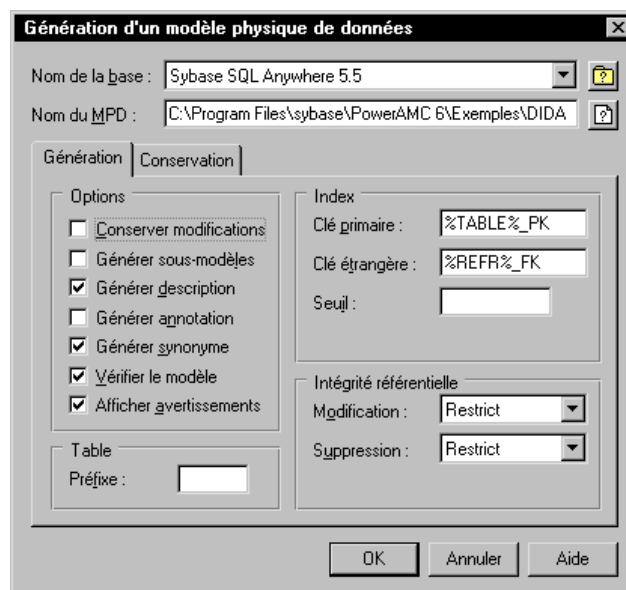 Génération d'un modèle physique de données
Nom de la base : Sybase SQL Anywhere 5.5
Nom du MPD : C:\Program Files\sybase\PowerAMC 6\Exemples\DIDA
Génération Conservation
Options
Conserver modifications
Générer sous-modèles
Générer description
Générer annotation
Générer synonyme
Vérifier le modèle
Afficher avertissements
Table
Préfixe :
Index
Clé primaire : %TABLE%_PK
Clé étrangère : %REFR%_FK
Seuil :
Intégrité référentielle
Modification : Restrict
Suppression : Restrict
OK Annuler Aide